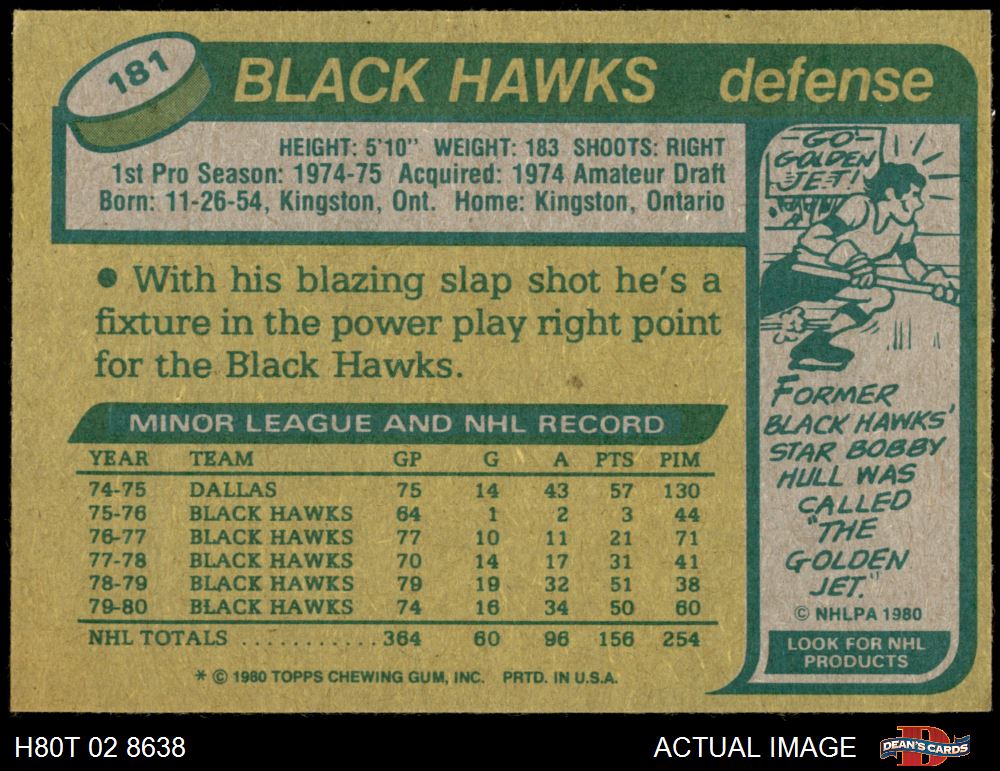 181
BLACK HAWKS defense
HEIGHT: 5'10" WEIGHT: 183 SHOOTS: RIGHT
1st Pro Season: 1974-75 Acquired: 1974 Amateur Draft
Born: 11-26-54, Kingston, Ont. Home: Kingston, Ontario
● With his blazing slap shot he's a
fixture in the power play right point
for the Black Hawks.
MINOR LEAGUE AND NHL RECORD
YEAR TEAM GP G A PTS PIM
74-75 DALLAS 75 14 43 57 130
75-76 BLACK HAWKS 64 1 2 3 44
76-77 BLACK HAWKS 77 10 11 21 71
77-78 BLACK HAWKS 70 14 17 31 41
78-79 BLACK HAWKS 79 19 32 51 38
79-80 BLACK HAWKS 74 16 34 50 60
NHL TOTALS ........... 364 60 96 156 254
* © 1980 TOPPS CHEWING GUM, INC. PRTD. IN U.S.A.
GO-
GOLDEN
JET!
FORMER
BLACK HAWKS'
STAR BOBBY
HULL WAS
CALLED
"THE
GOLDEN
JET."
© NHLPA 1980
LOOK FOR NHL
PRODUCTS
H80T 02 8638
ACTUAL IMAGE
D
DEAN'S CARDS